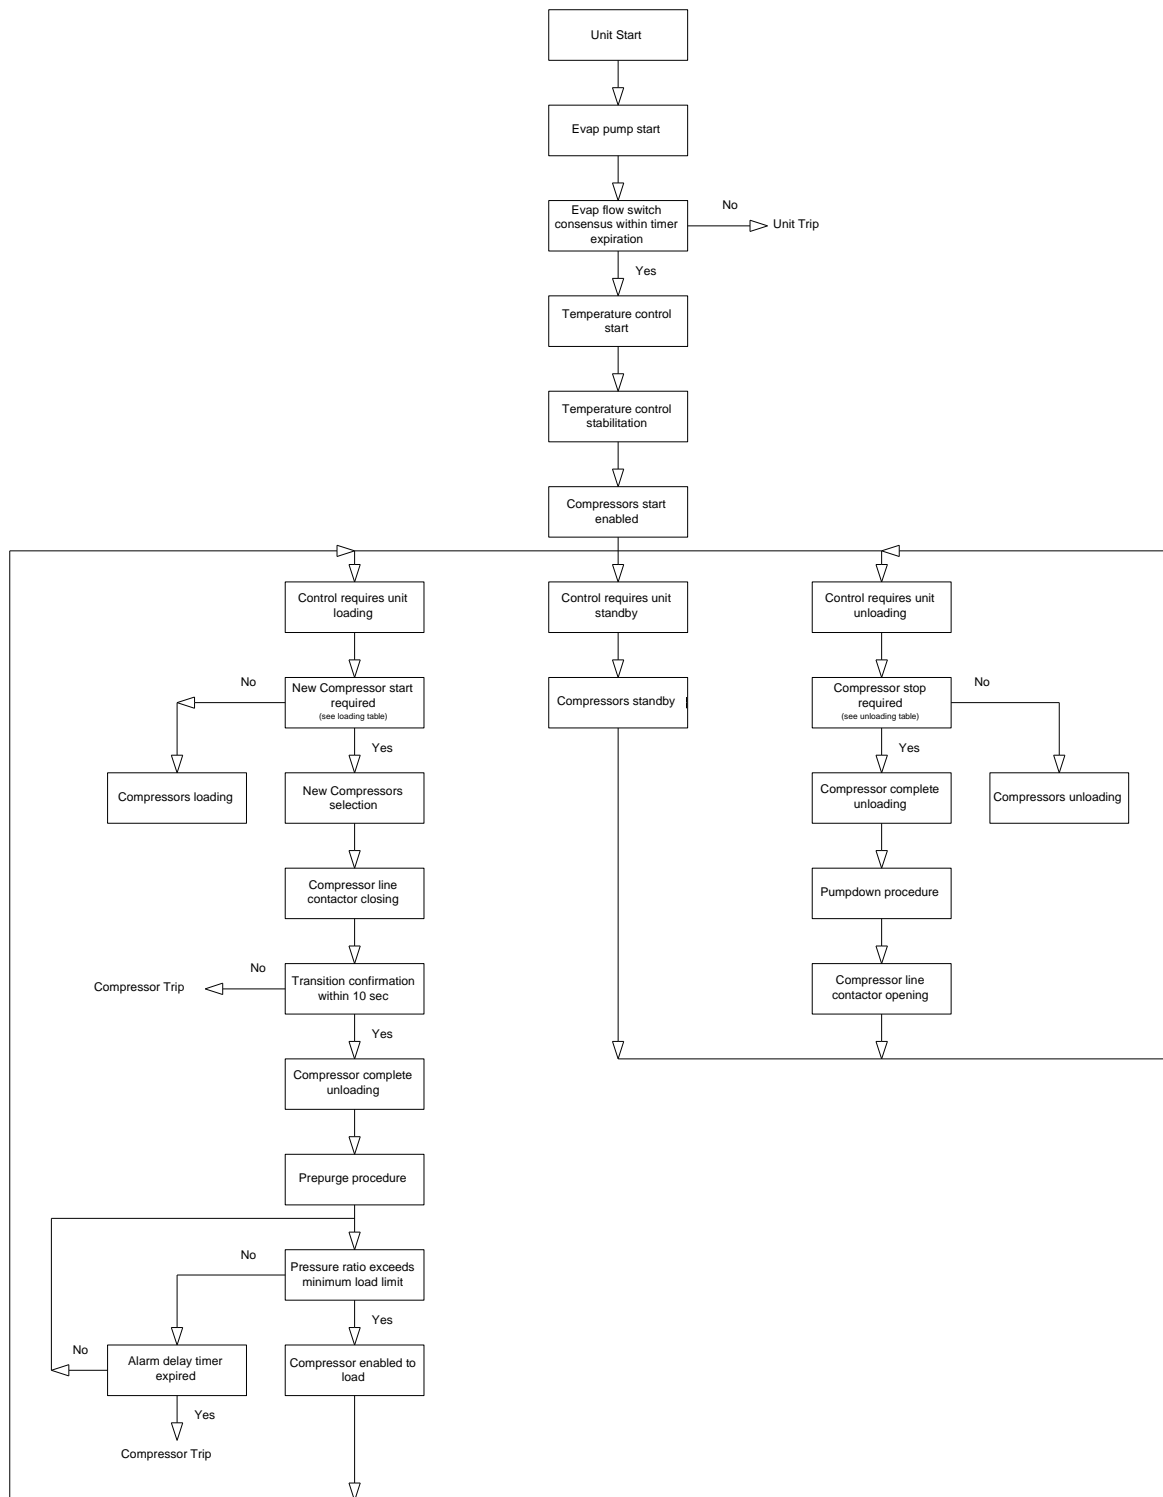 Unit Start
Evap pump start
Evap flow switch
consensus within timer
expiration
No
Unit Trip
Yes
Temperature control
start
Temperature control
stabilitation
Compressors start
enabled
Control requires unit
loading
Control requires unit
standby
Control requires unit
unloading
No
New Compressor start
required
(see loading table)
Compressors standby
Compressor stop
required
(see unloading table)
No
Yes
Yes
Compressors loading
New Compressors
selection
Compressor complete
unloading
Compressors unloading
Compressor line
contactor closing
Pumpdown procedure
Compressor Trip
No
Transition confirmation
within 10 sec
Compressor line
contactor opening
Yes
Compressor complete
unloading
Prepurge procedure
No
Pressure ratio exceeds
minimum load limit
Yes
No
Alarm delay timer
expired
Compressor enabled to
load
Yes
Compressor Trip